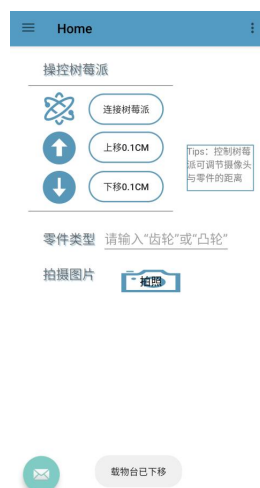 Home
操控树莓派
连接树莓派
上移0.1CM
下移0.1CM
Tips：控制树莓
派可调节摄像头
与零件的距离
零件类型 请输入“齿轮”或“凸轮”
拍摄图片 拍照
载物台已下移